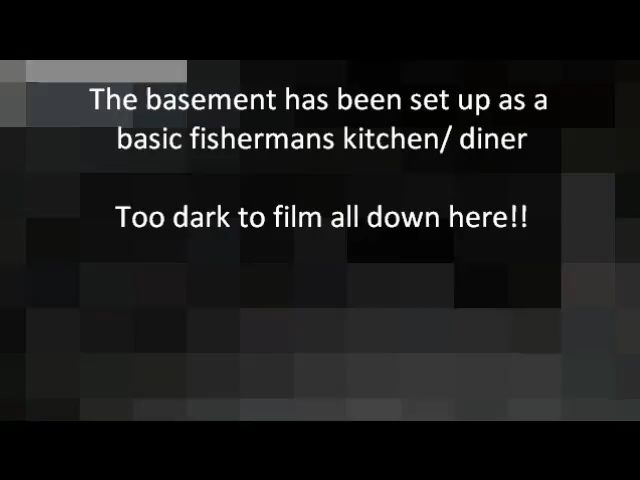 The basement has been set up as a
basic fishermans kitchen/ diner
Too dark to film all down here!!